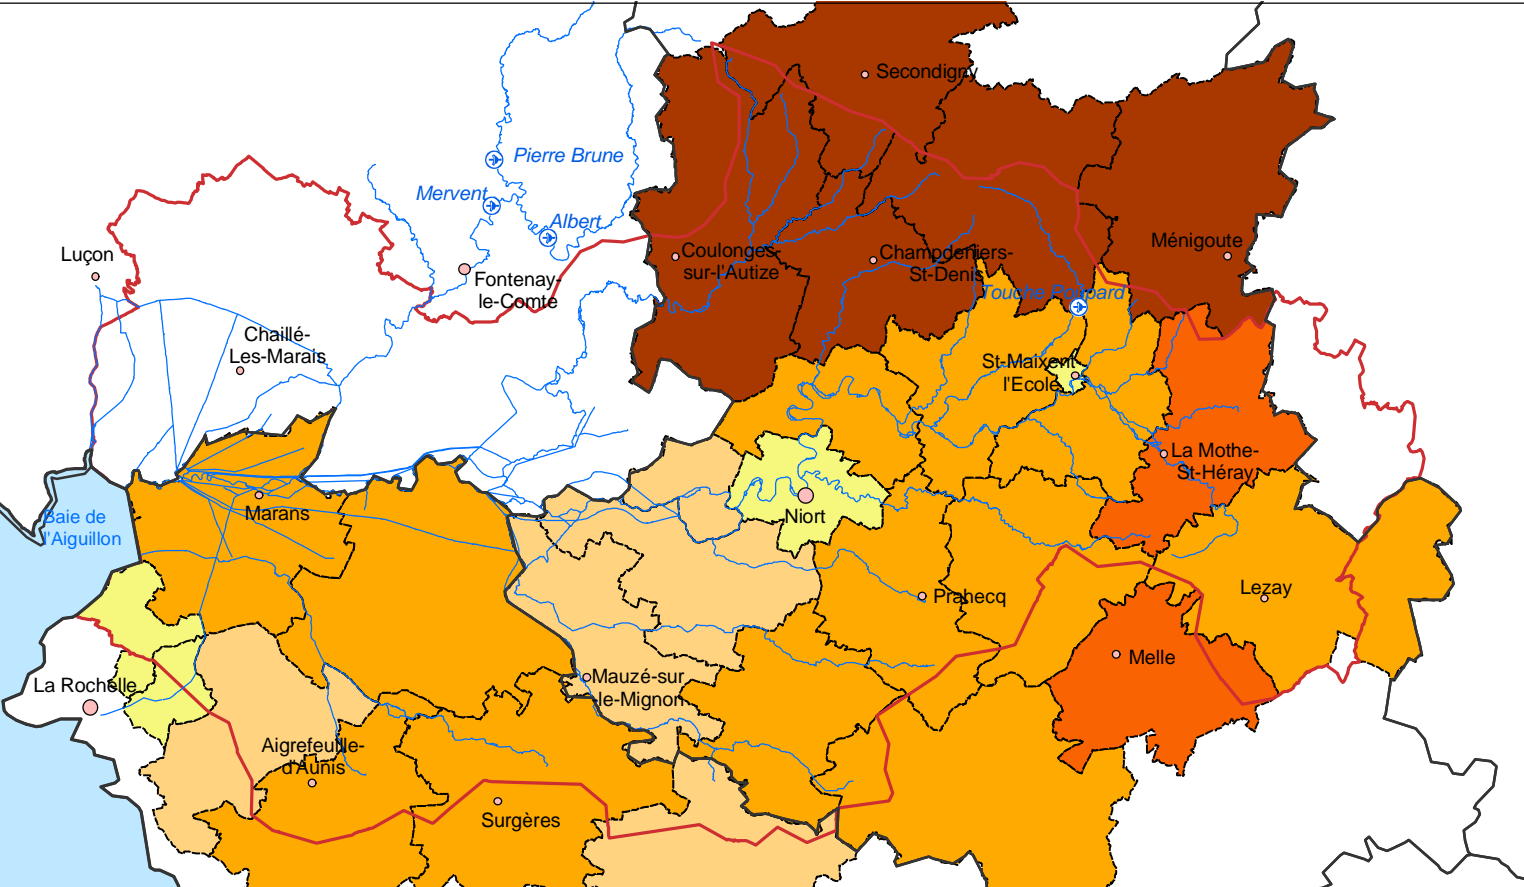 Secondigny
Pierre Brune
Mervent
Albert
Luçon
Fontenay-
le-Comte
Coulonges-
sur-l'Autize
Champdeniers-
St-Denis
Ménigoute
Touche Poupard
Chaillé-
Les-Marais
St-Maixent
l'Ecole
La Mothe-
St-Héray
Marans
Niort
Baie de
l'Aiguillon
Prahecq
Lezay
La Rochelle
Mauzé-sur
-le-Mignon
Melle
Aigrefeuille-
d'Aunis
Surgères